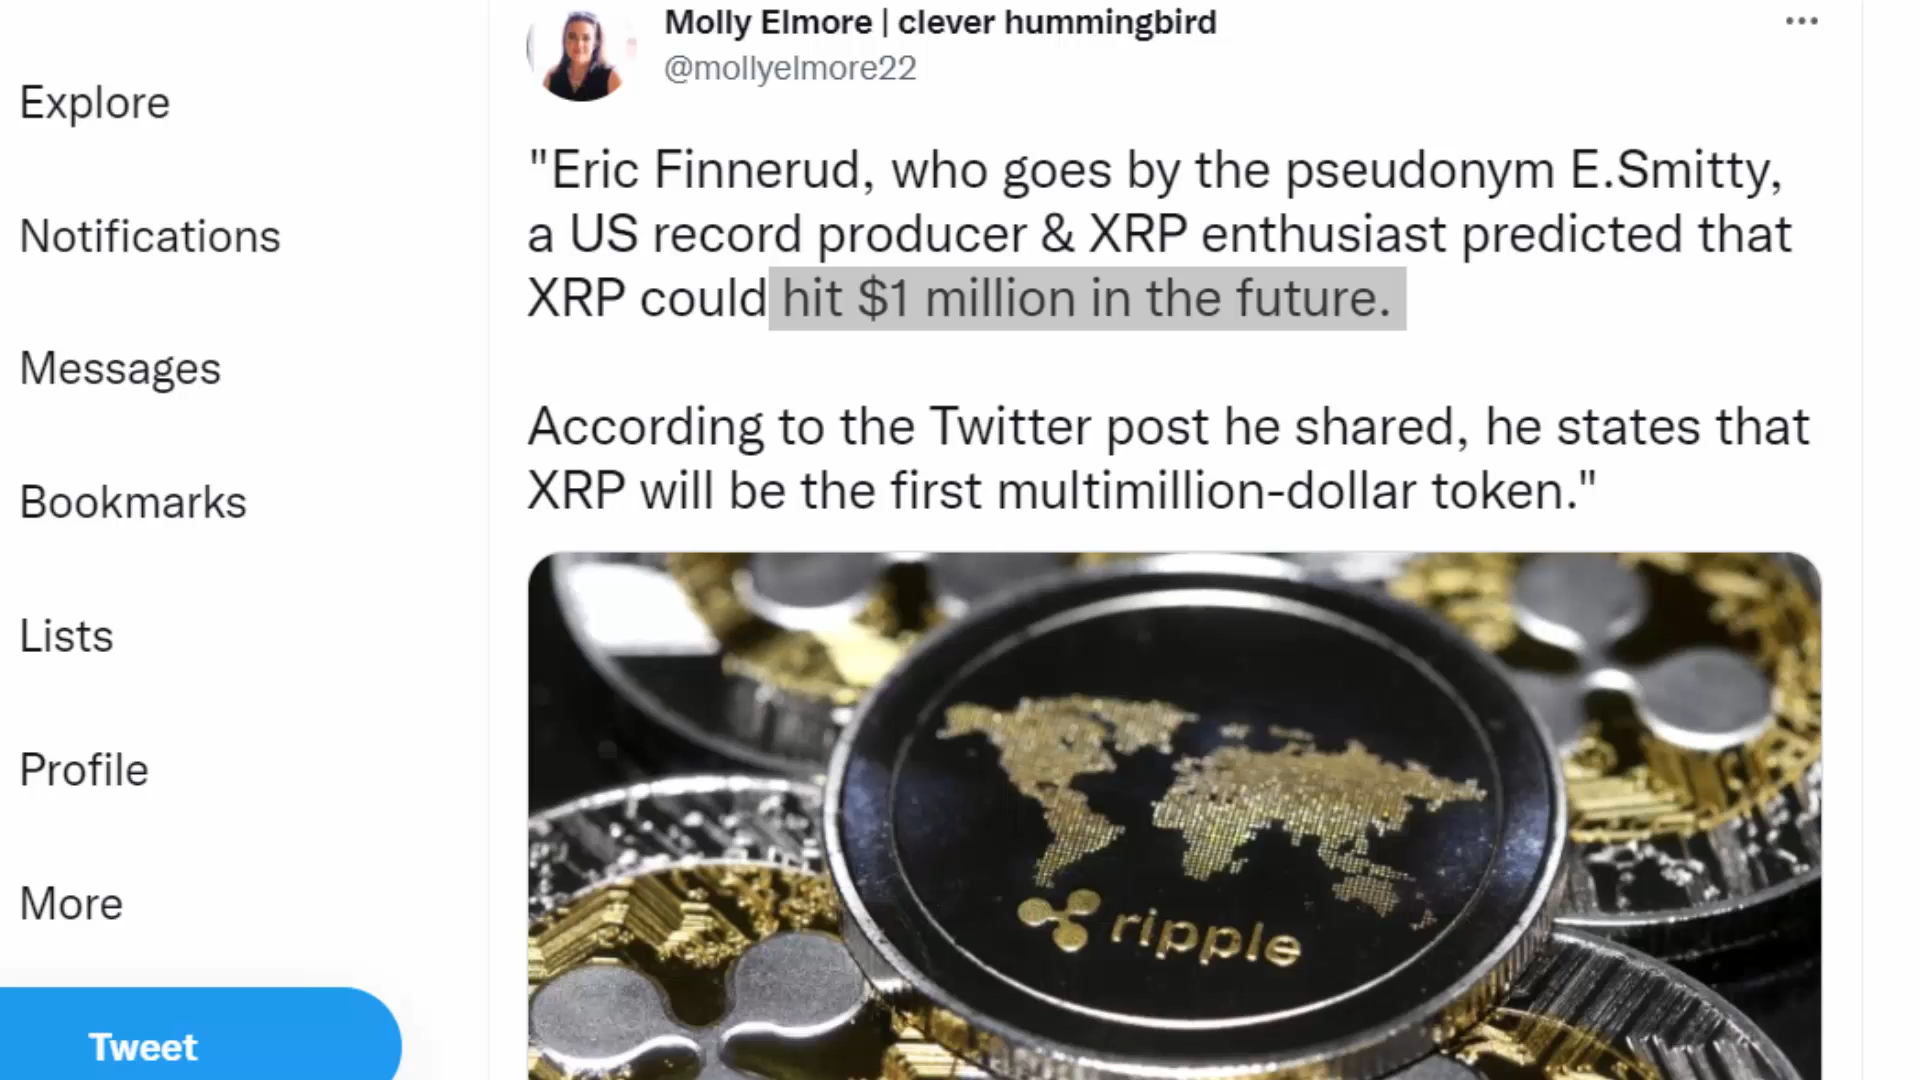 Molly Elmore | clever hummingbird
@mollyelmore22
Explore
Notifications
Messages
Bookmarks
Lists
Profile
More
Tweet
"Eric Finnerud, who goes by the pseudonym E.Smitty,
a US record producer & XRP enthusiast predicted that
XRP could hit $1 million in the future.
According to the Twitter post he shared, he states that
XRP will be the first multimillion-dollar token."
ripple